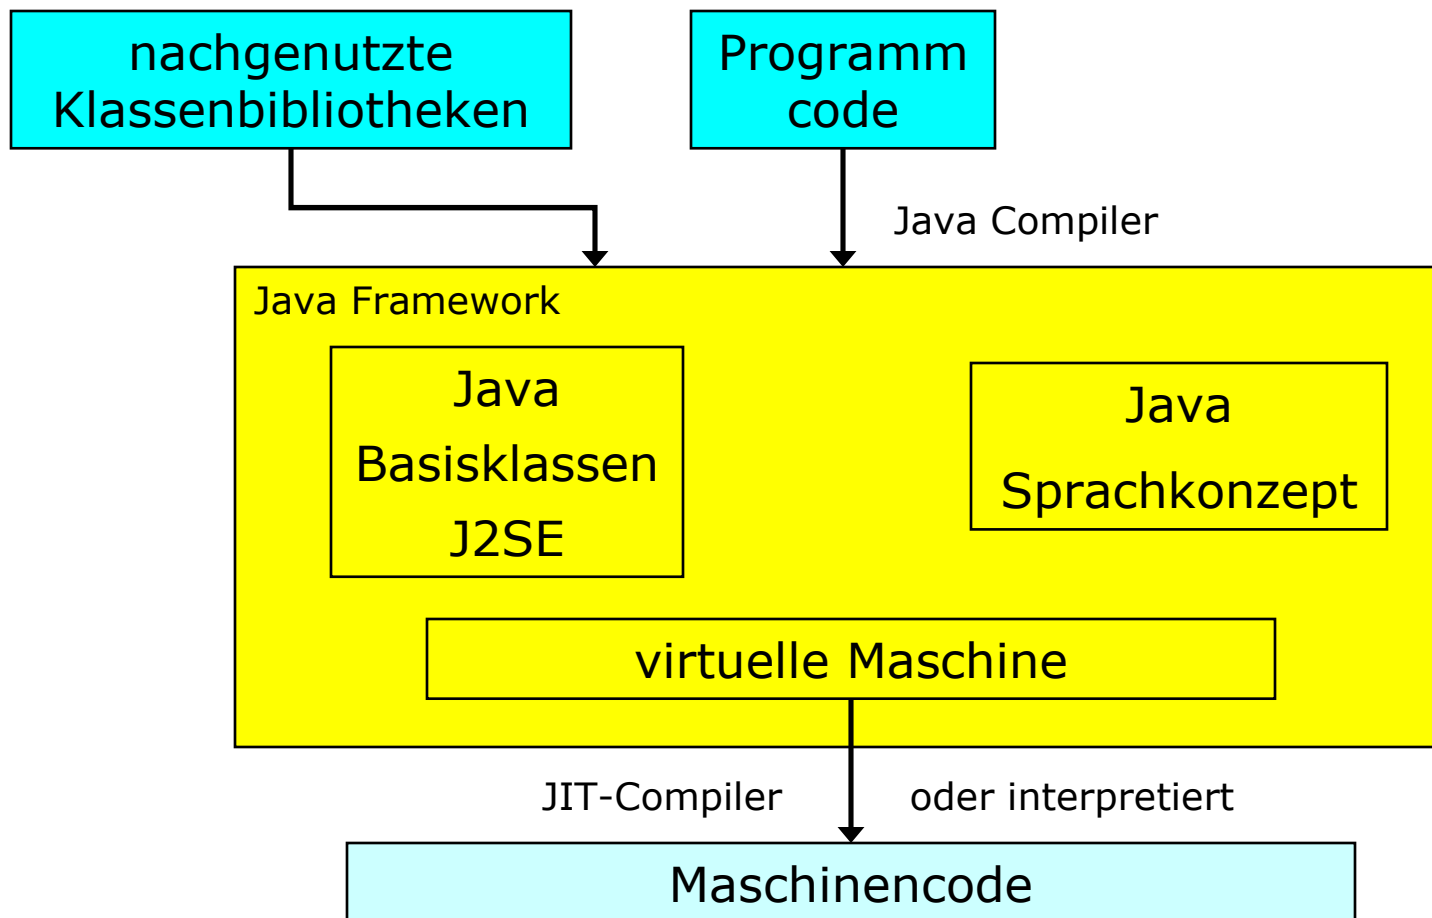 nachgenutzte
Klassenbibliotheken
Programm
code
Java Compiler
Java Framework
Java
Basisklassen
J2SE
Java
Sprachkonzept
virtuelle Maschine
JIT-Compiler
oder interpretiert
Maschinencode